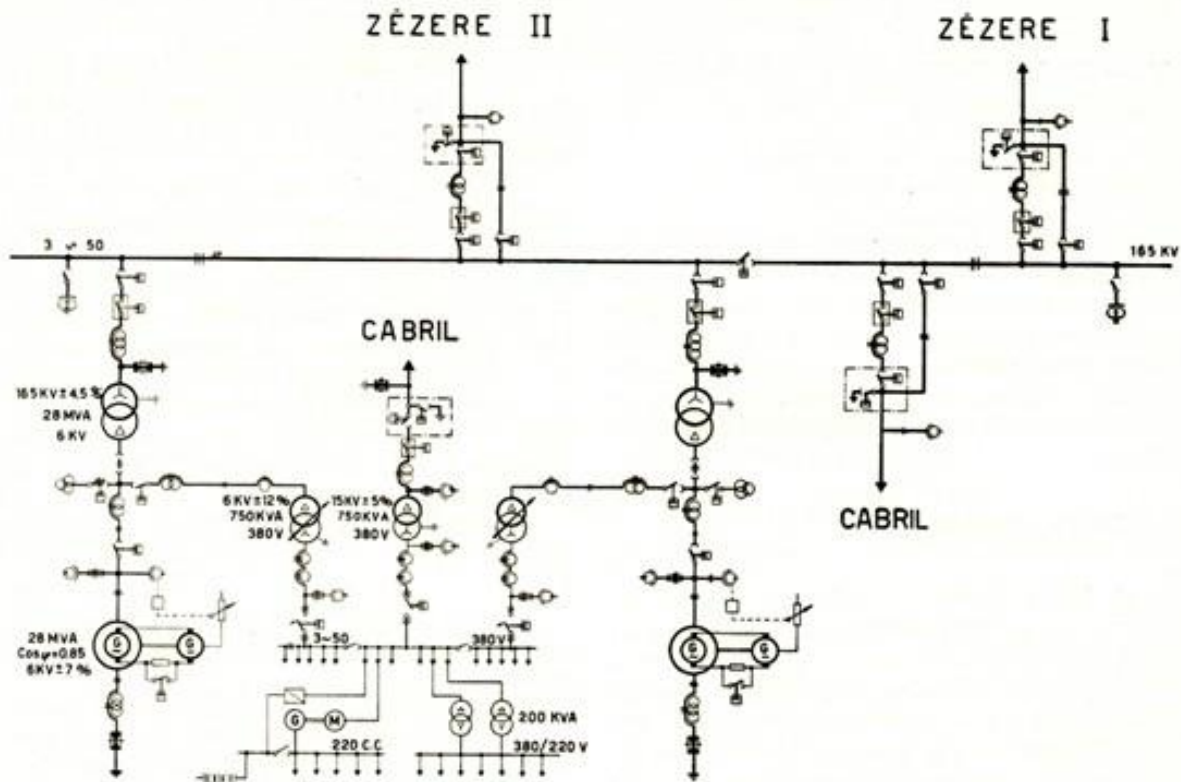 ZÉZERE II
ZÉZERE I
3 ∿ 50
165 KV
CABRIL
165 KV ± 4,5 %
28 MVA
6 KV
6 KV ± 12 %
750 KVA
380 V
15 KV ± 5 %
750 KVA
380 V
CABRIL
28 MVA
Cos φ = 0.85
6 KV ± 7 %
G
G
3 ~ 50
380 V
G
G
G
M
200 KVA
220 C.C
380/220 V